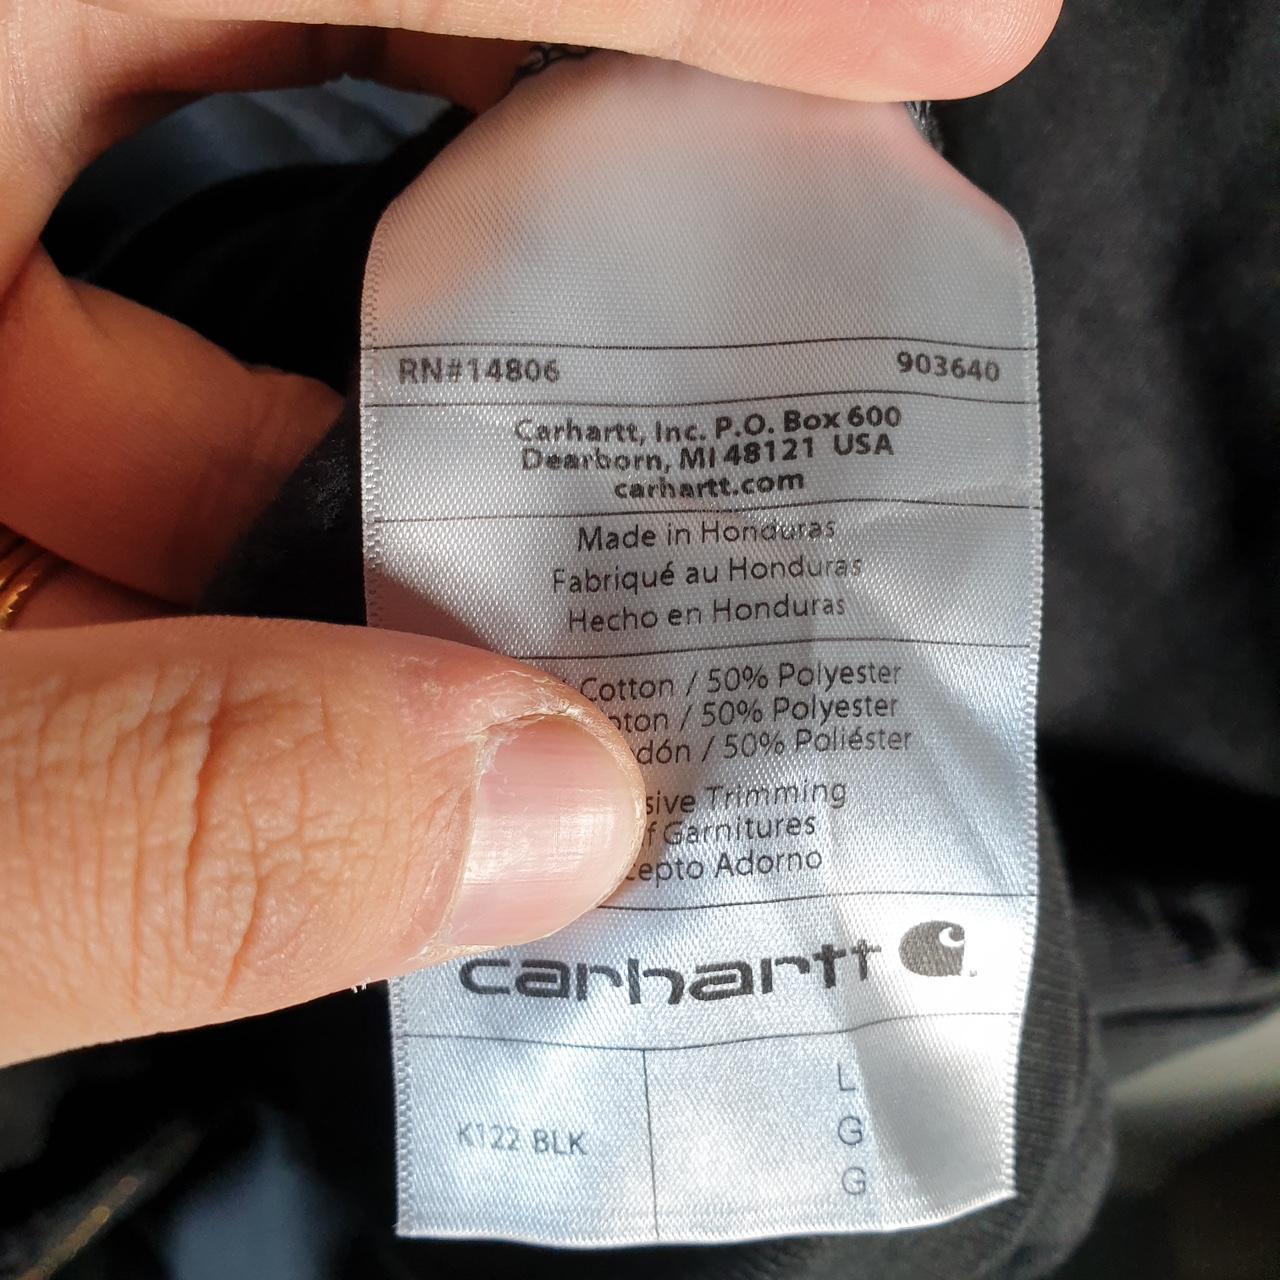 RN#14806 903640
Carhartt, Inc. P.O. Box 600
Dearborn, MI 48121 USA
carhartt.com
Made in Honduras
Fabriqué au Honduras
Hecho en Honduras
Cotton / 50% Polyester
/ 50% Polyester
/ 50% Poliéster
Trimming
Garnitures
Adorno
carhartt
K122 BLK
L
G
G